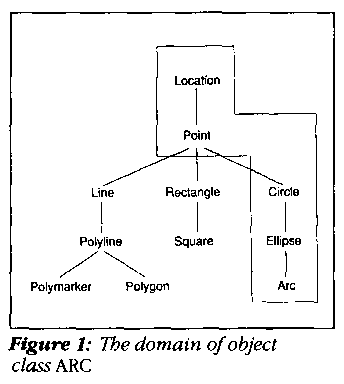 Location
Point
Line Rectangle Circle
Polyline Square Ellipse
Polymarker Polygon Arc
Figure 1: The domain of object
class ARC